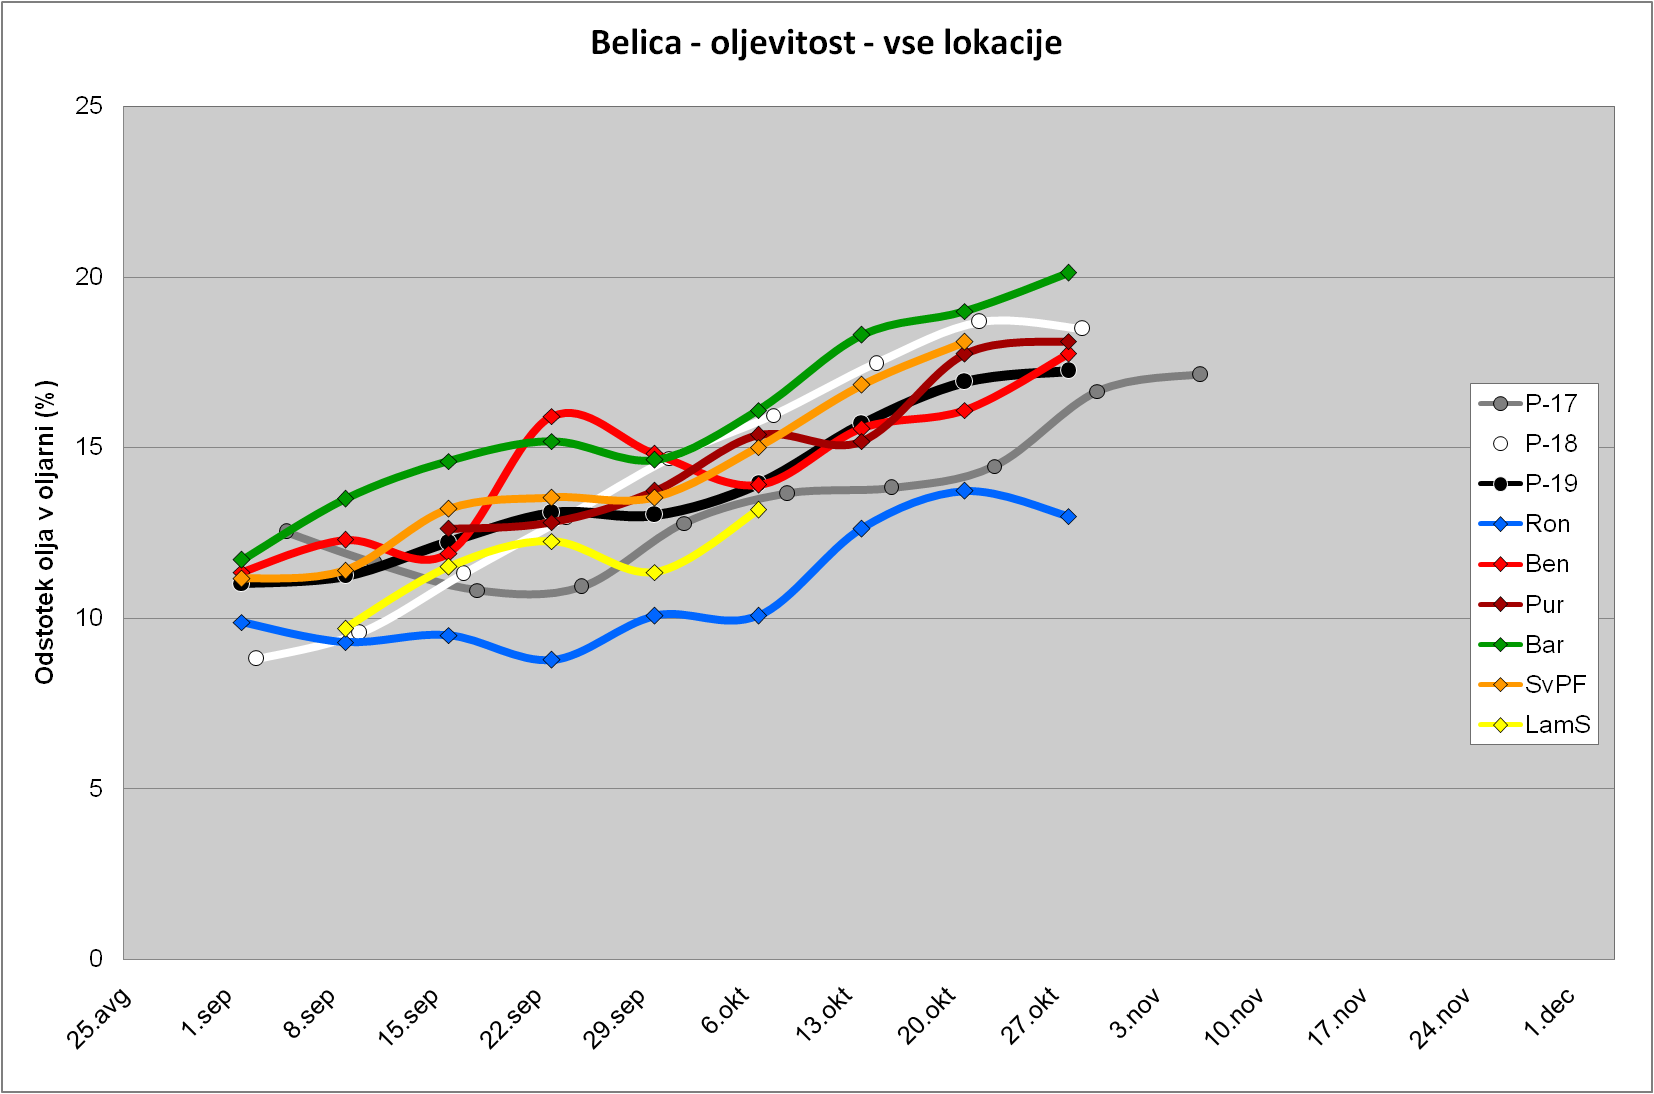 Belica - oljevitost - vse lokacije
Odstotek olja v oljarni (%)
25
20
15
10
5
0
25.avg
1.sep
8.sep
15.sep
22.sep
29.sep
6.okt
13.okt
20.okt
27.okt
3.nov
10.nov
17.nov
24.nov
1.dec
P-17
P-18
P-19
Ron
Ben
Pur
Bar
SvPF
LamS